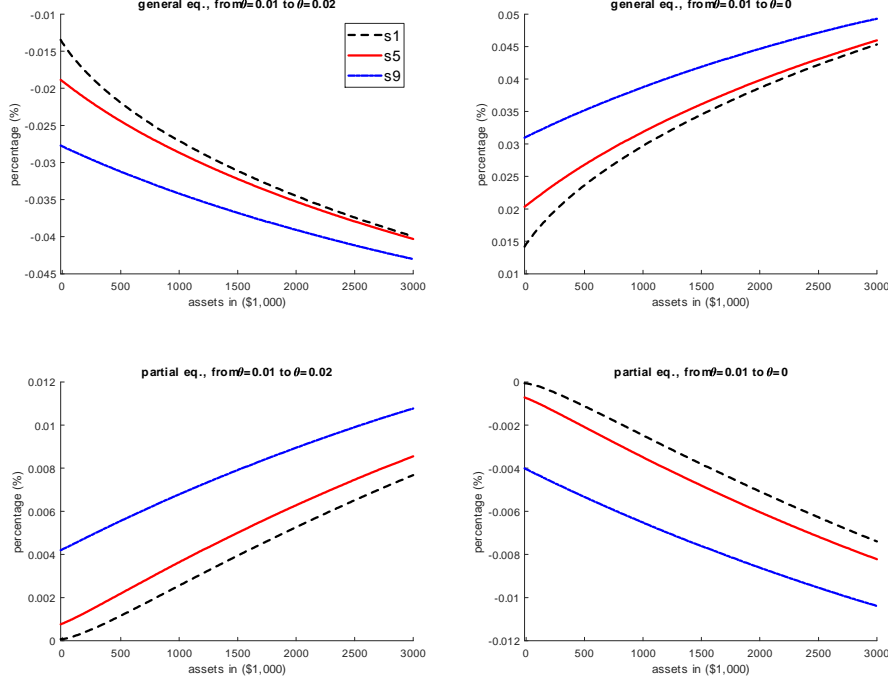 general eq., fromθ=0.01 to θ=0.02
-0.01
-0.015
-0.02
-0.025
-0.03
-0.035
-0.04
-0.045
percentage (%)
0 500 1000 1500 2000 2500 3000
assets in ($1,000)
s1
s5
s9
general eq., fromθ=0.01 to θ=0
0.05
0.045
0.04
0.035
0.03
0.025
0.02
0.015
0.01
percentage (%)
0 500 1000 1500 2000 2500 3000
assets in ($1,000)
partial eq., fromθ=0.01 to θ=0.02
0.012
0.01
0.008
0.006
0.004
0.002
0
percentage (%)
0 500 1000 1500 2000 2500 3000
assets in ($1,000)
partial eq., fromθ=0.01 to θ=0
0
-0.002
-0.004
-0.006
-0.008
-0.01
-0.012
percentage (%)
0 500 1000 1500 2000 2500 3000
assets in ($1,000)